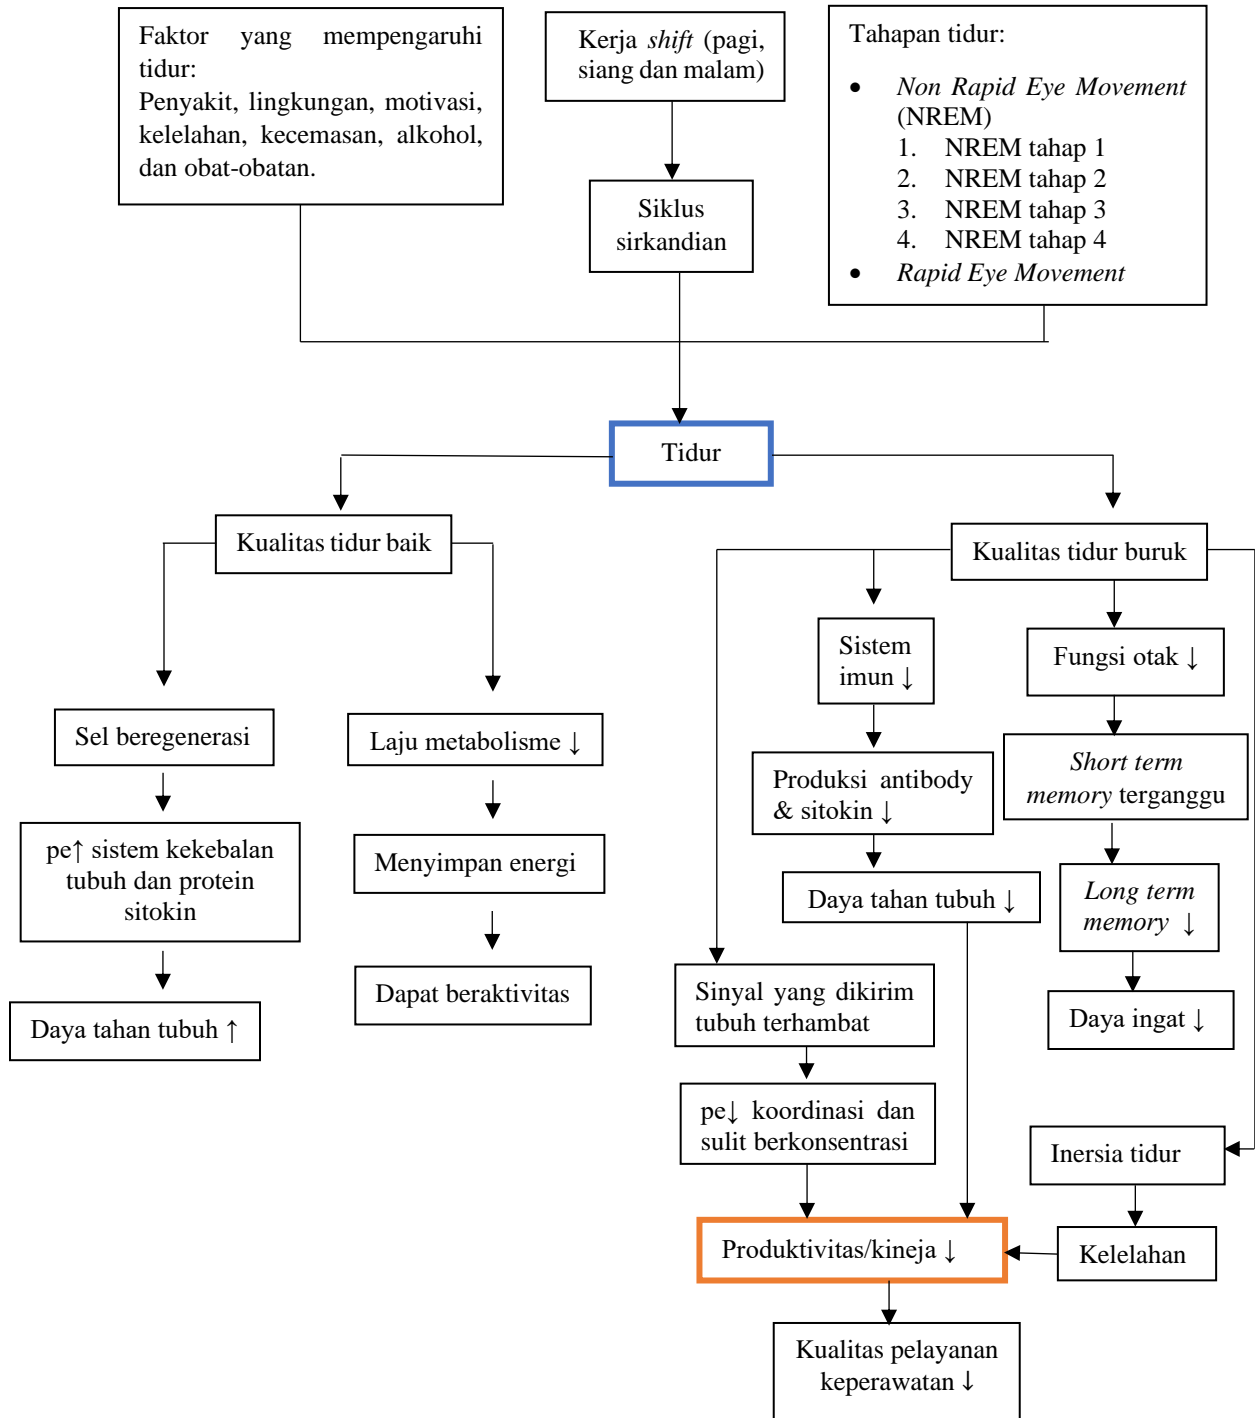 Faktor yang mempengaruhi
tidur:
Penyakit, lingkungan, motivasi,
kelelahan, kecemasan, alkohol,
dan obat-obatan.
Kerja shift (pagi,
siang dan malam)
Tahapan tidur:
• Non Rapid Eye Movement
(NREM)
1. NREM tahap 1
2. NREM tahap 2
3. NREM tahap 3
4. NREM tahap 4
• Rapid Eye Movement
Siklus
sirkandian
Tidur
Kualitas tidur baik
Kualitas tidur buruk
Sel beregenerasi
pe↑ sistem kekebalan
tubuh dan protein
sitokin
Daya tahan tubuh ↑
Laju metabolisme ↓
Menyimpan energi
Dapat beraktivitas
Sistem
imun ↓
Produksi antibody
& sitokin ↓
Daya tahan tubuh ↓
Fungsi otak ↓
Short term
memory terganggu
Long term
memory ↓
Daya ingat ↓
Sinyal yang dikirim
tubuh terhambat
pe↓ koordinasi dan
sulit berkonsentrasi
Inersia tidur
Kelelahan
Produktivitas/kineja ↓
Kualitas pelayanan
keperawatan ↓